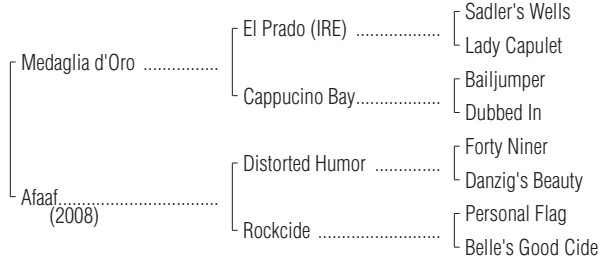 Sadler's Wells
El Prado (IRE) ...................
Lady Capulet
Medaglia d'Oro ................
Bailjumper
Cappucino Bay...................
Dubbed In
Forty Niner
Distorted Humor ...............
Danzig's Beauty
Afaaf..................................
(2008)
Personal Flag
Rockcide ............................
Belle's Good Cide